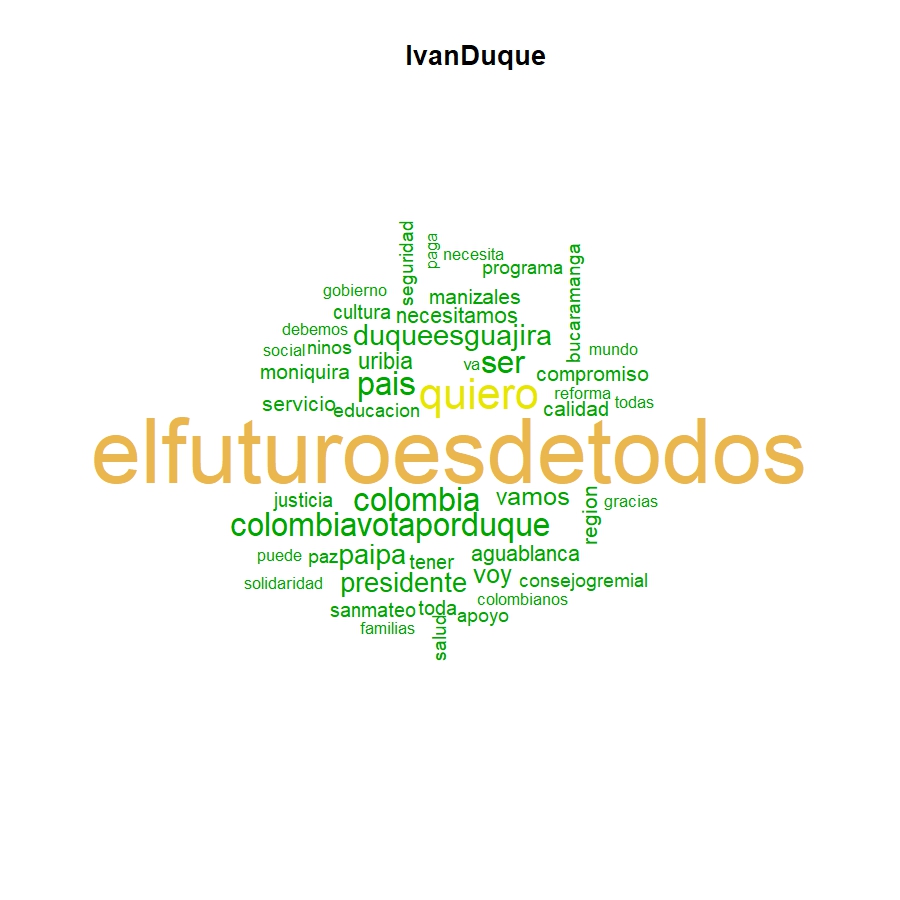 IvanDuque
seguridad
paga
necesita
programa
bucaramanga
gobierno
manizales
cultura
necesitamos
debemos
duqueesguajira
social
ninos
mundo
uribia
va
ser
moniquira
pais
compromiso
quiero
reforma
servicio
educacion
calidad
todas
elfuturoesdetodos
justicia
colombia
vamos
region
gracias
colombiavotaporduque
puede
paz
paipa
tener
aguablanca
solidaridad
presidente
voy
consejogremial
colombianos
sanmateo
toda
apoyo
familias
salud